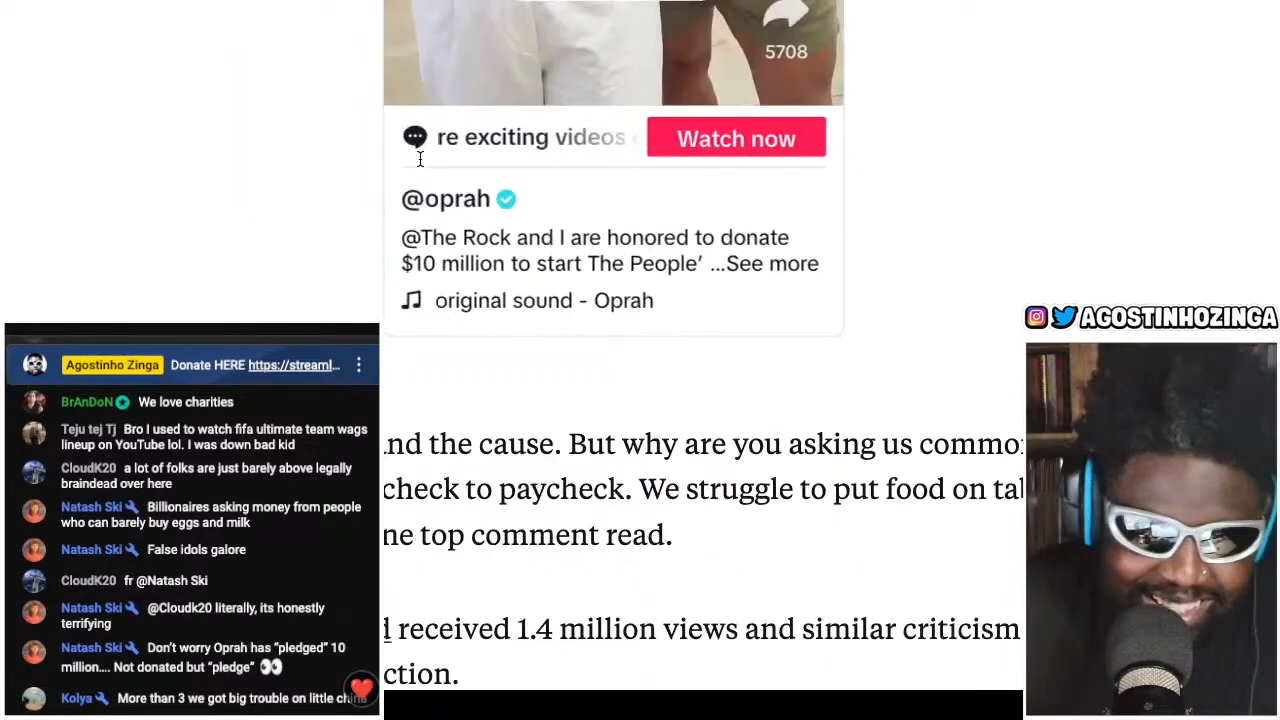 5708
re exciting videos
Watch now
@oprah
@The Rock and I are honored to donate
$10 million to start The People’ ...See more
original sound - Oprah
AGOSTINHOZINGA
Agostinho Zinga Donate HERE https://streaml...
BrAnDoN We love charities
Teju tej Tj Bro I used to watch fifa ultimate team wags
lineup on YouTube lol. I was down bad kid
CloudK20 a lot of folks are just barely above legally
braindead over here
Natash Ski Billionaires asking money from people
who can barely buy eggs and milk
Natash Ski False idols galore
CloudK20 fr @Natash Ski
Natash Ski @Cloudk20 literally, its honestly
terrifying
Natash Ski Don’t worry Oprah has “pledged” 10
million.... Not donated but “pledge” 👀
Kolya More than 3 we got big trouble on little china
nd the cause. But why are you asking us commo
check to paycheck. We struggle to put food on ta
ne top comment read.
d received 1.4 million views and similar criticism
ction.